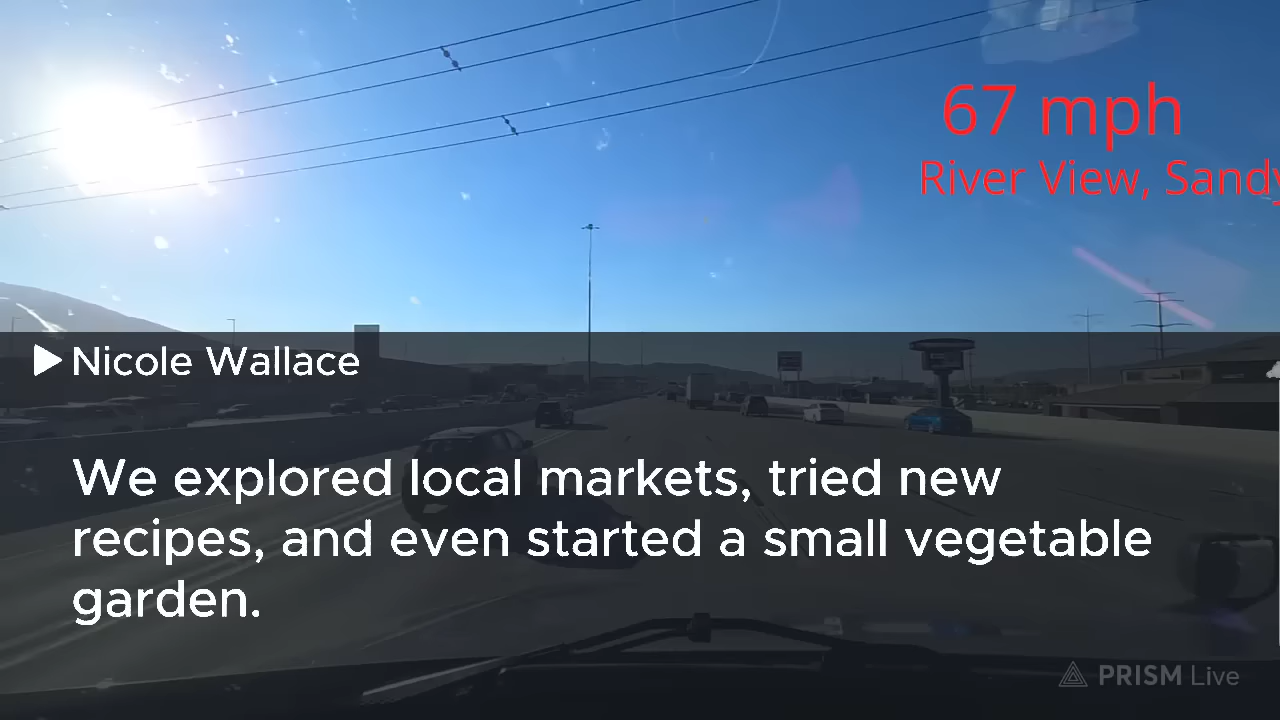 67 mph
River View, Sandy
Nicole Wallace
We explored local markets, tried new
recipes, and even started a small vegetable
garden.
PRISM Live